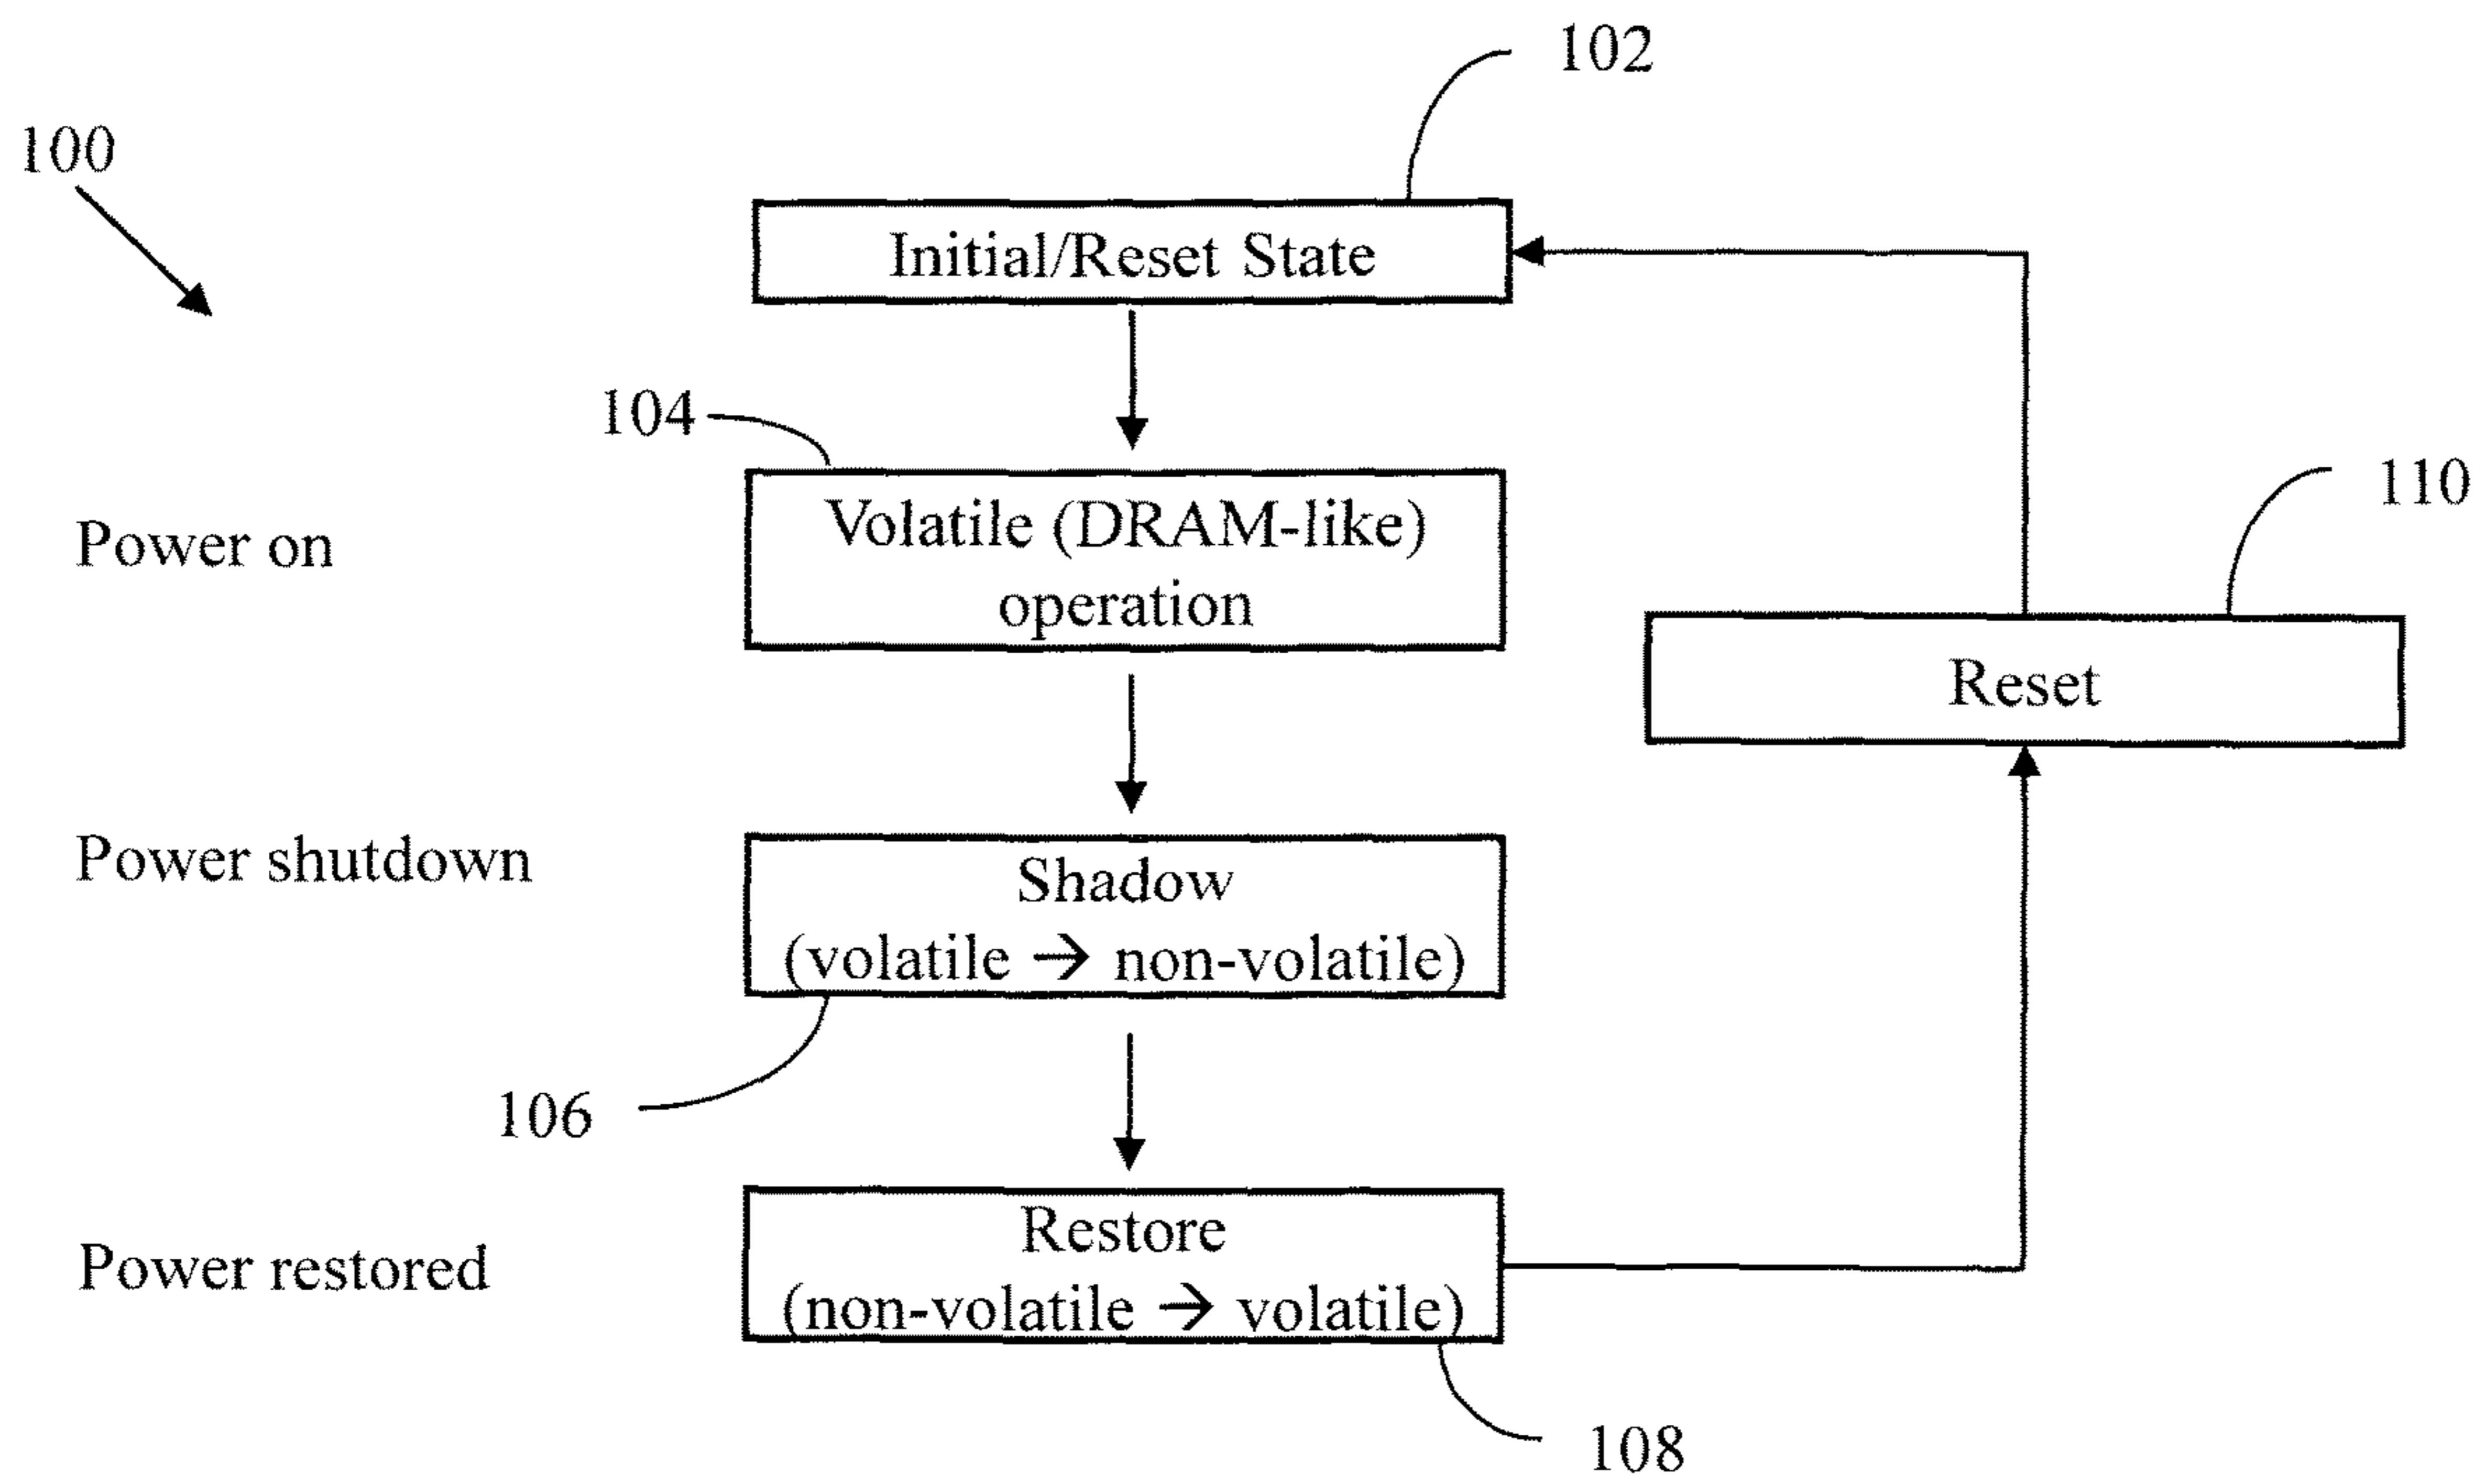 102
100
Initial/Reset State
104
Volatile (DRAM-like)
operation
Power on
110
Reset
Power shutdown
Shadow
(volatile → non-volatile)
106
Power restored
Restore
(non-volatile → volatile)
108